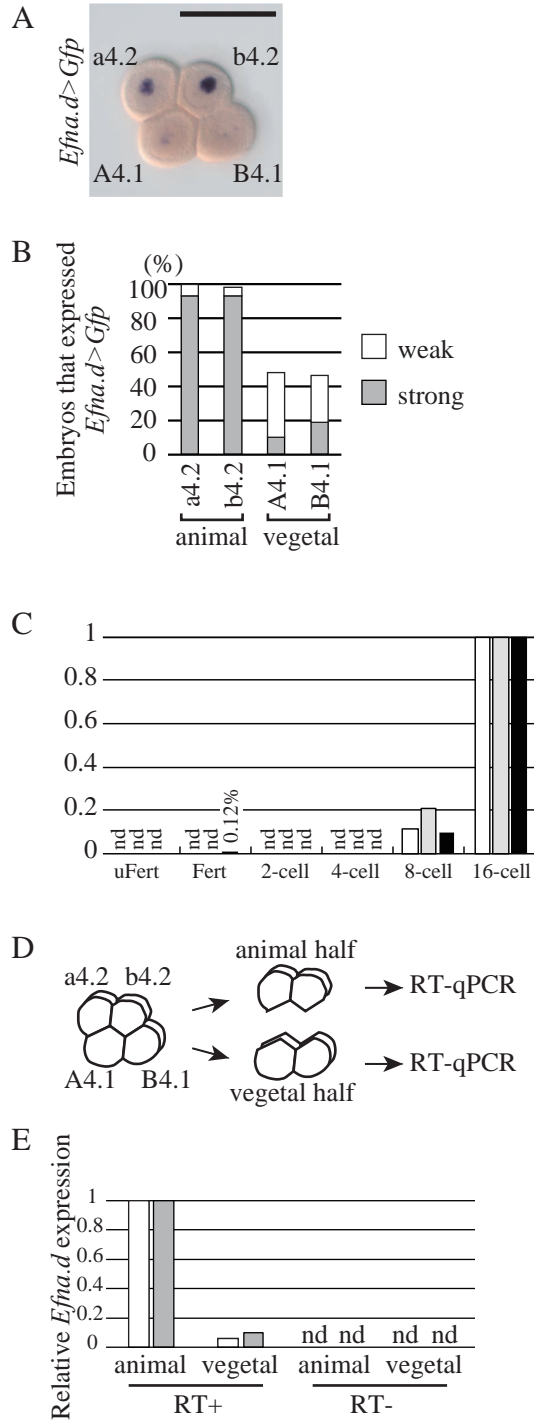 A
Efna.d>Gfp
a4.2 b4.2
A4.1 B4.1
B
Embryos that expressed
Efna.d>Gfp
(%)
100
80
60
40
20
0
weak
strong
a4.2 b4.2 A4.1 B4.1
animal vegetal
C
1
0.8
0.6
0.4
0.2
0
nd nd nd nd nd 0.12% nd nd nd nd nd nd
uFert Fert 2-cell 4-cell 8-cell 16-cell
D
a4.2 b4.2
A4.1 B4.1
animal half
RT-qPCR
vegetal half
RT-qPCR
E
Relative Efna.d expression
1
0.8
0.6
0.4
0.2
0
nd nd nd nd
animal vegetal animal vegetal
RT+ RT-